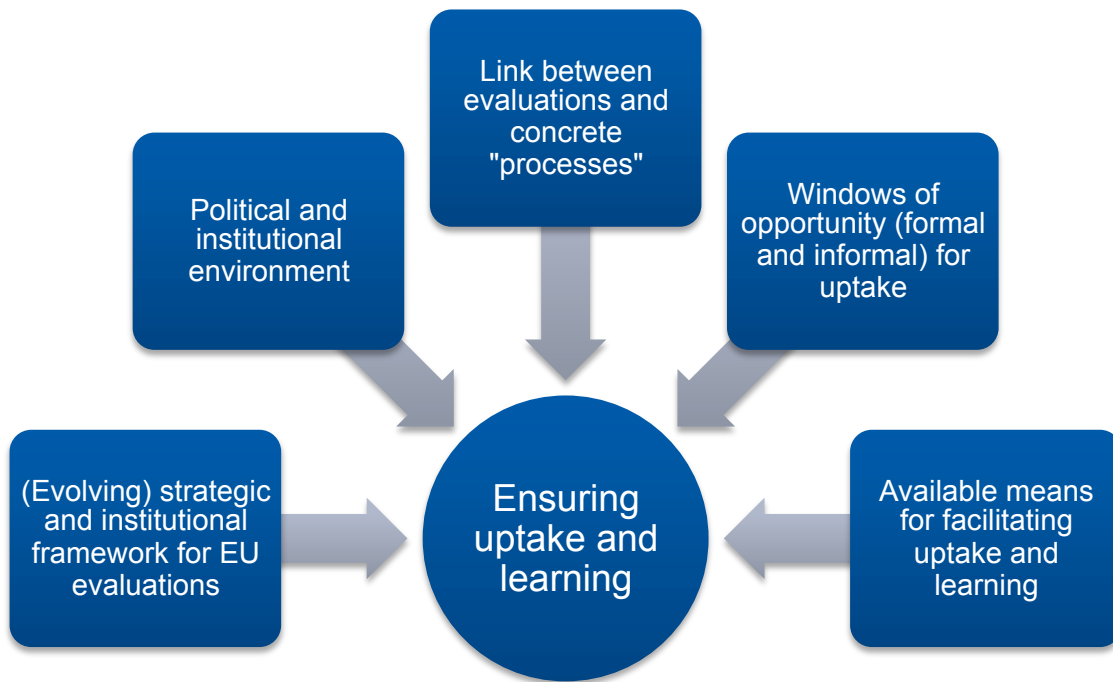 Link between
evaluations and
concrete
"processes"
Political and
institutional
environment
Windows of
opportunity (formal
and informal) for
uptake
(Evolving) strategic
and institutional
framework for EU
evaluations
Ensuring
uptake and
learning
Available means
for facilitating
uptake and
learning